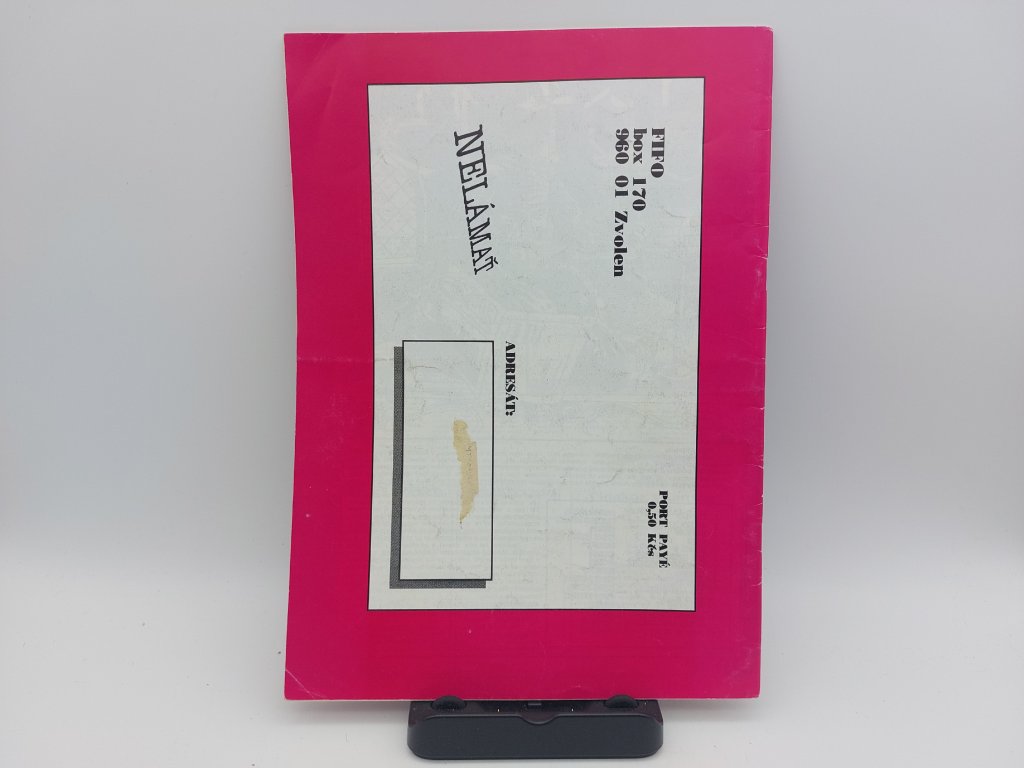 FIFO
box 170
960 01 Zvolen
PORT PAYÉ
0,50 Kčs
NELÁMAŤ
ADRESÁT: